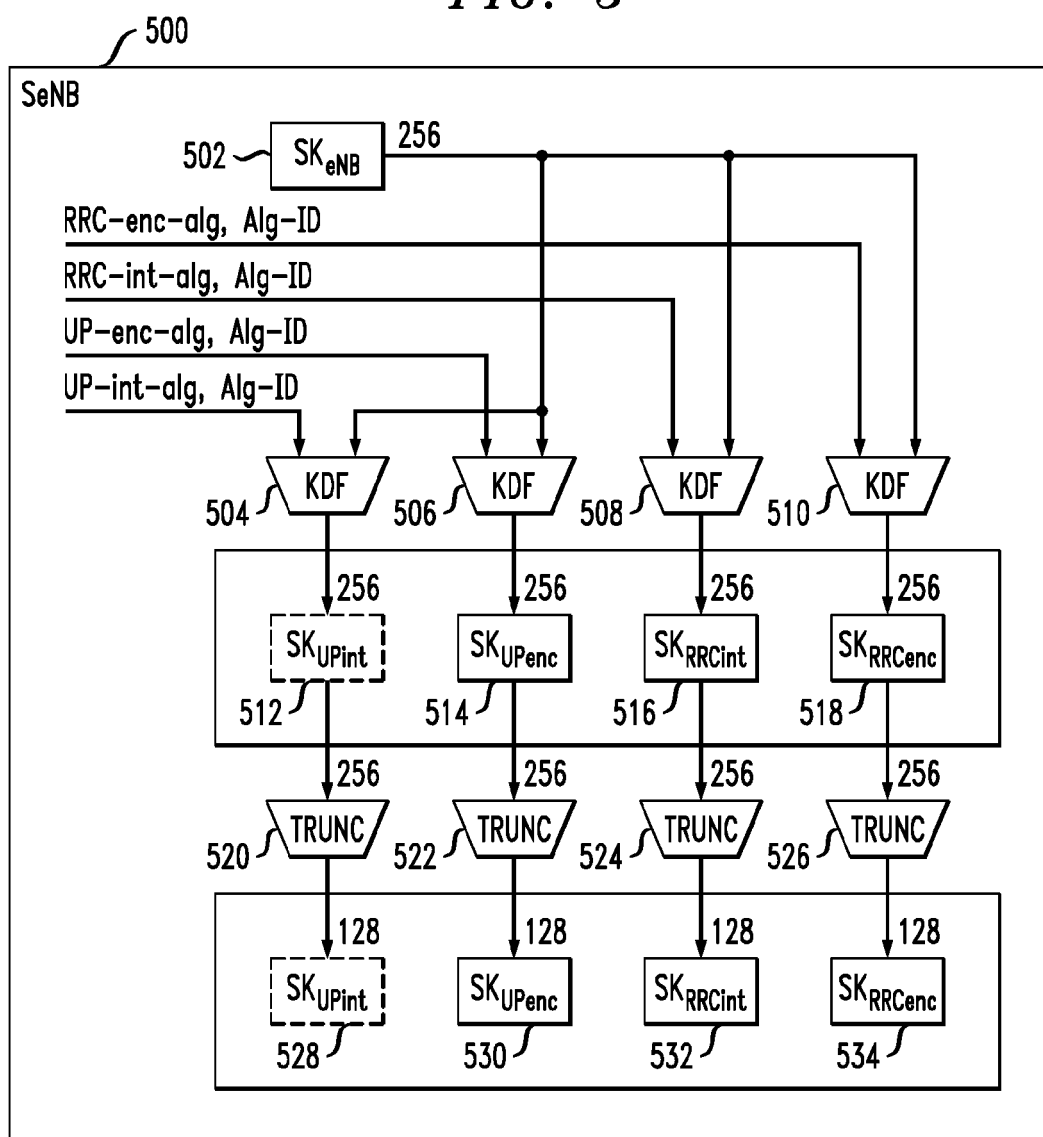 500
SeNB
502 SKeNB 256
RRC-enc-alg, Alg-ID
RRC-int-alg, Alg-ID
UP-enc-alg, Alg-ID
UP-int-alg, Alg-ID
KDF KDF KDF KDF
504 506 508 510
256 256 256 256
SKUPint SKUPenc SKRRCint SKRRCenc
512 514 516 518
256 256 256 256
TRUNC TRUNC TRUNC TRUNC
520 522 524 526
128 128 128 128
SKUPint SKUPenc SKRRCint SKRRCenc
528 530 532 534